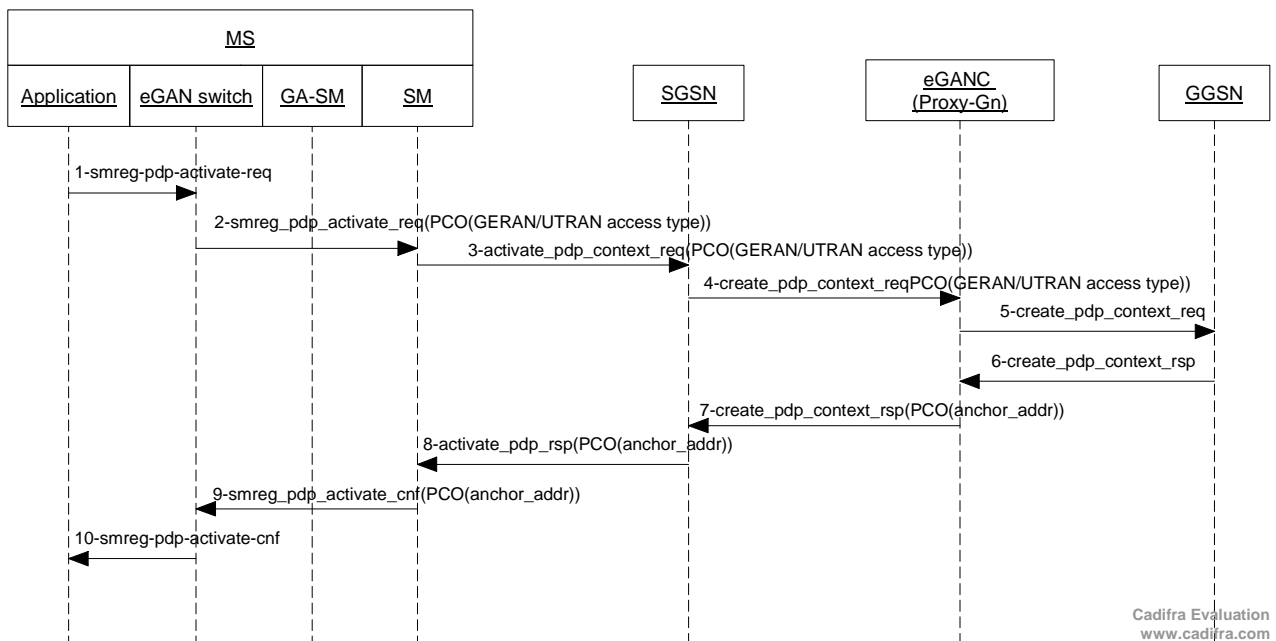 MS
Application
eGAN switch
GA-SM
SM
SGSN
eGANC
(Proxy-Gn)
GGSN
1-smreg-pdp-activate-req
2-smreg_pdp_activate_req(PCO(GERAN/UTRAN access type))
3-activate_pdp_context_req(PCO(GERAN/UTRAN access type))
4-create_pdp_context_reqPCO(GERAN/UTRAN access type))
5-create_pdp_context_req
6-create_pdp_context_rsp
7-create_pdp_context_rsp(PCO(anchor_addr))
8-activate_pdp_rsp(PCO(anchor_addr))
9-smreg_pdp_activate_cnf(PCO(anchor_addr))
10-smreg-pdp-activate-cnf
Cadifra Evaluation
www.cadifra.com